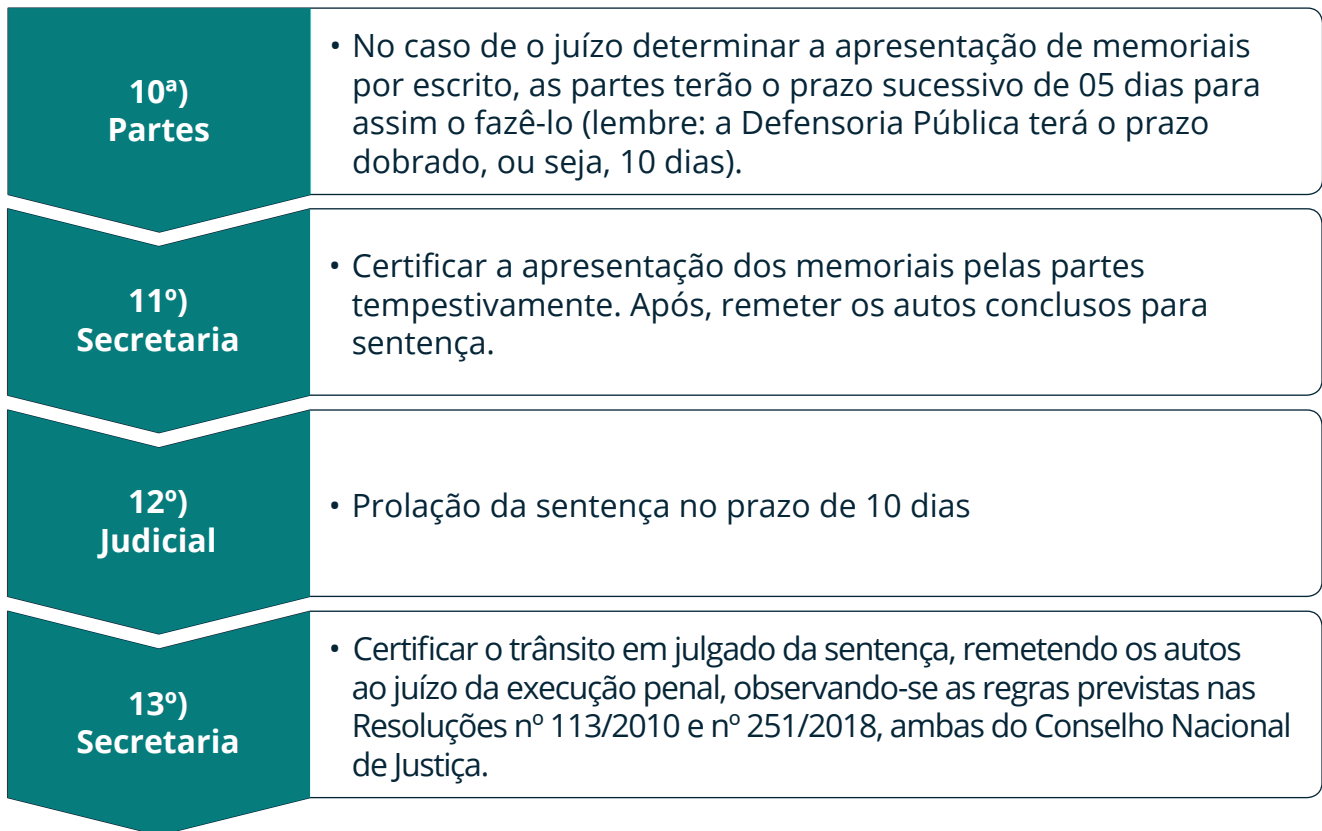 10ª)
Partes
• No caso de o juízo determinar a apresentação de memoriais
por escrito, as partes terão o prazo sucessivo de 05 dias para
assim o fazê-lo (lembre: a Defensoria Pública terá o prazo
dobrado, ou seja, 10 dias).
11º)
Secretaria
• Certificar a apresentação dos memoriais pelas partes
tempestivamente. Após, remeter os autos conclusos para
sentença.
12º)
Judicial
• Prolação da sentença no prazo de 10 dias
13º)
Secretaria
• Certificar o trânsito em julgado da sentença, remetendo os autos
ao juízo da execução penal, observando-se as regras previstas nas
Resoluções nº 113/2010 e nº 251/2018, ambas do Conselho Nacional
de Justiça.